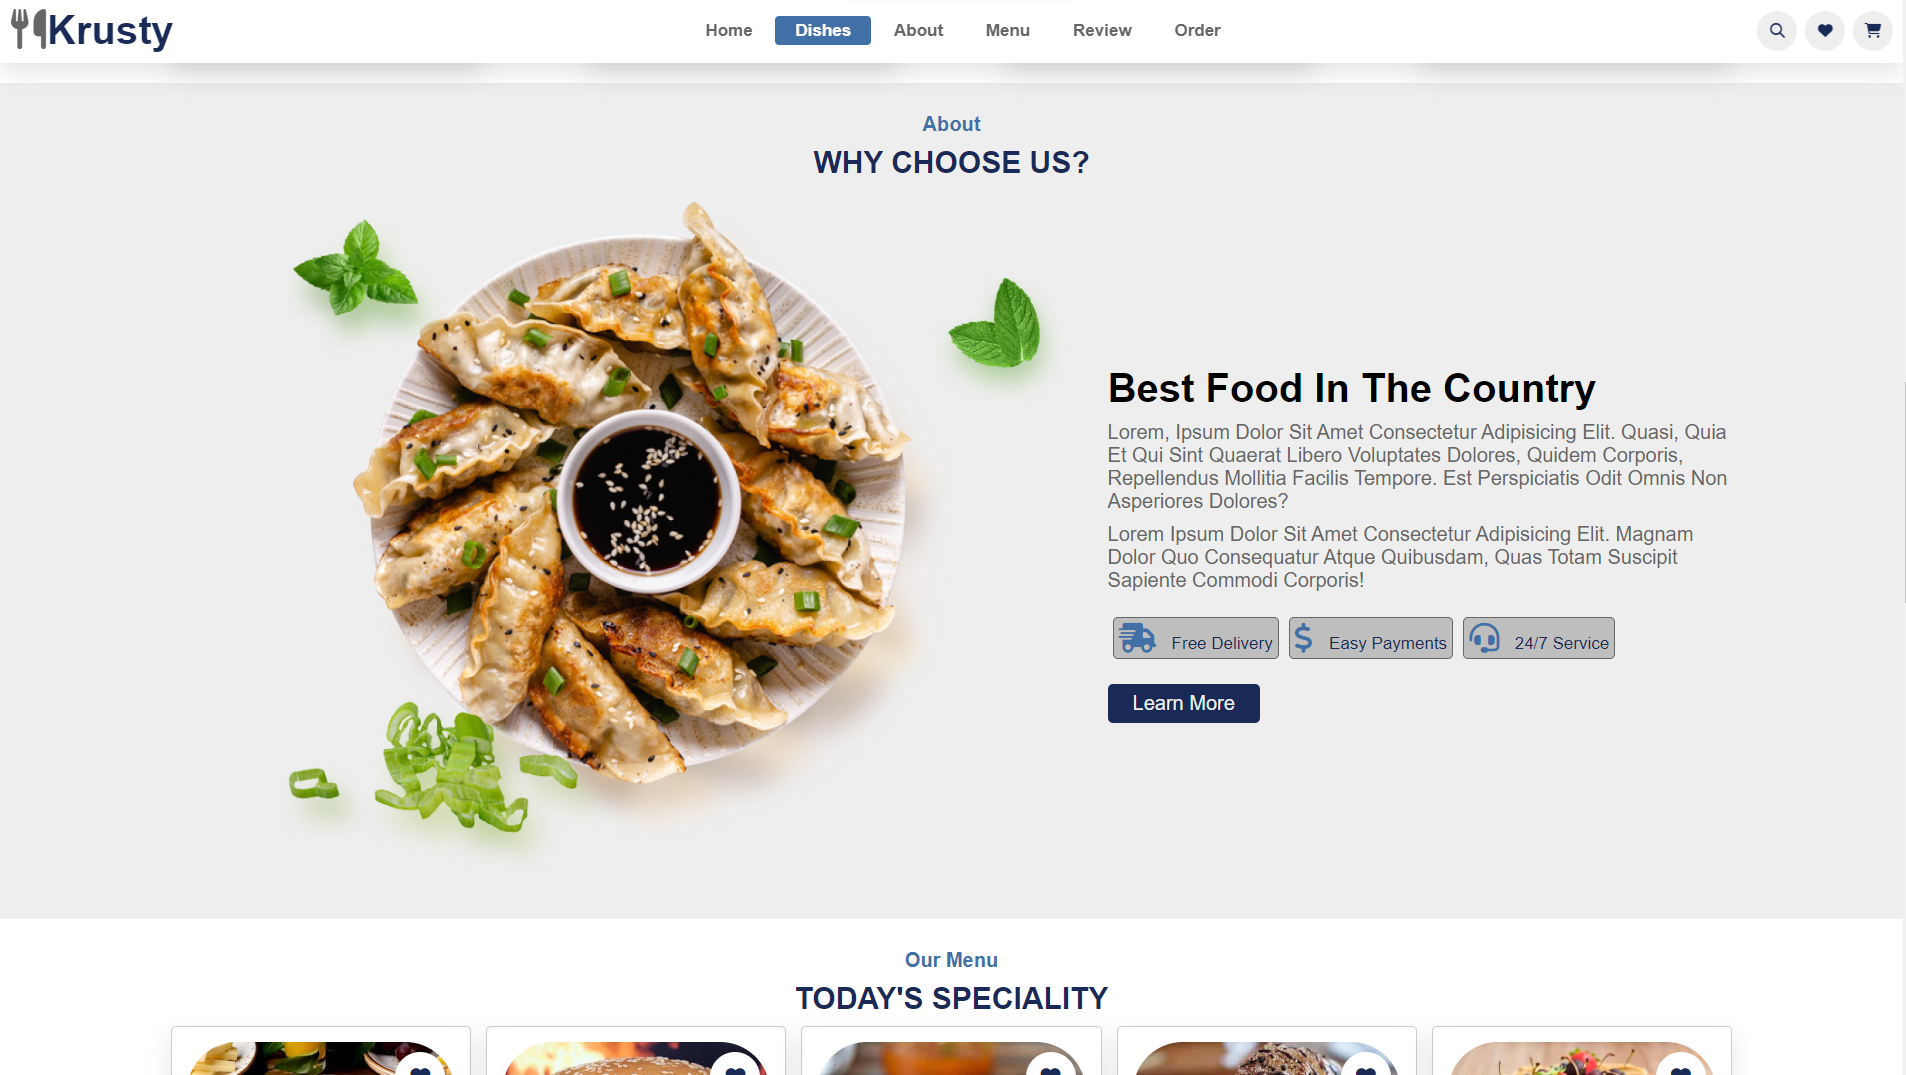 Krusty
Home Dishes About Menu Review Order
About
WHY CHOOSE US?
Best Food In The Country
Lorem, Ipsum Dolor Sit Amet Consectetur Adipisicing Elit. Quasi, Quia
Et Qui Sint Quaerat Libero Voluptates Dolores, Quidem Corporis,
Repellendus Mollitia Facilis Tempore. Est Perspiciatis Odit Omnis Non
Asperiores Dolores?
Lorem Ipsum Dolor Sit Amet Consectetur Adipisicing Elit. Magnam
Dolor Quo Consequatur Atque Quibusdam, Quas Totam Suscipit
Sapiente Commodi Corporis!
Free Delivery Easy Payments 24/7 Service
Learn More
Our Menu
TODAY'S SPECIALITY